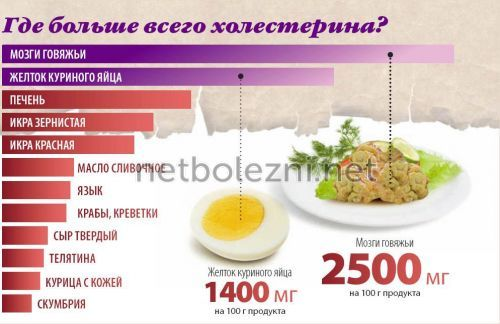 Где больше всего холестерина?
МОЗГИ ГОВЯЖЬИ
ЖЕЛТОК КУРИНОГО ЯЙЦА
ПЕЧЕНЬ
ИКРА ЗЕРНИСТАЯ
ИКРА КРАСНАЯ
МАСЛО СЛИВОЧНОЕ
ЯЗЫК
КРАБЫ, КРЕВЕТКИ
СЫР ТВЕРДЫЙ
ТЕЛЯТИНА
КУРИЦА С КОЖЕЙ
СКУМБРИЯ
netbolezni.net
Желток куриного яйца
1400 МГ
на 100 г продукта
Мозги говяжьи
2500 МГ
на 100 г продукта